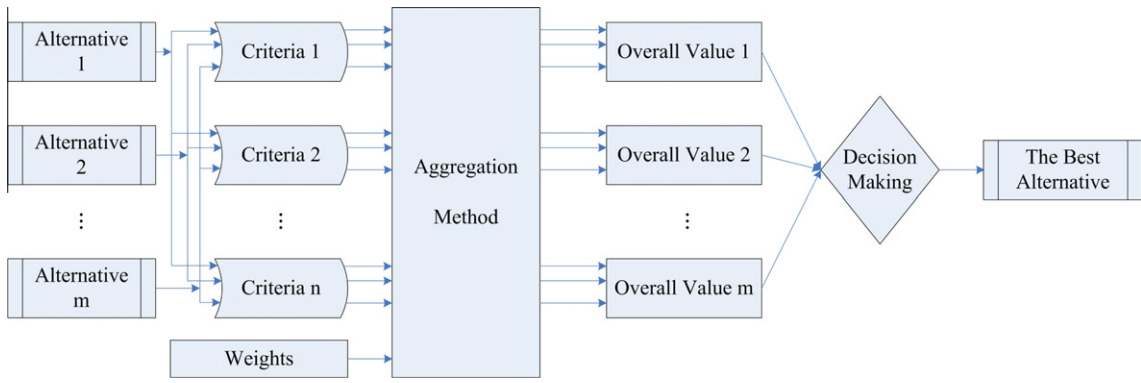 Alternative
1
Criteria 1
Overall Value 1
Alternative
2
Criteria 2
Aggregation
Method
Overall Value 2
Decision
Making
The Best
Alternative
⋮
⋮
⋮
Alternative
m
Criteria n
Overall Value m
Weights